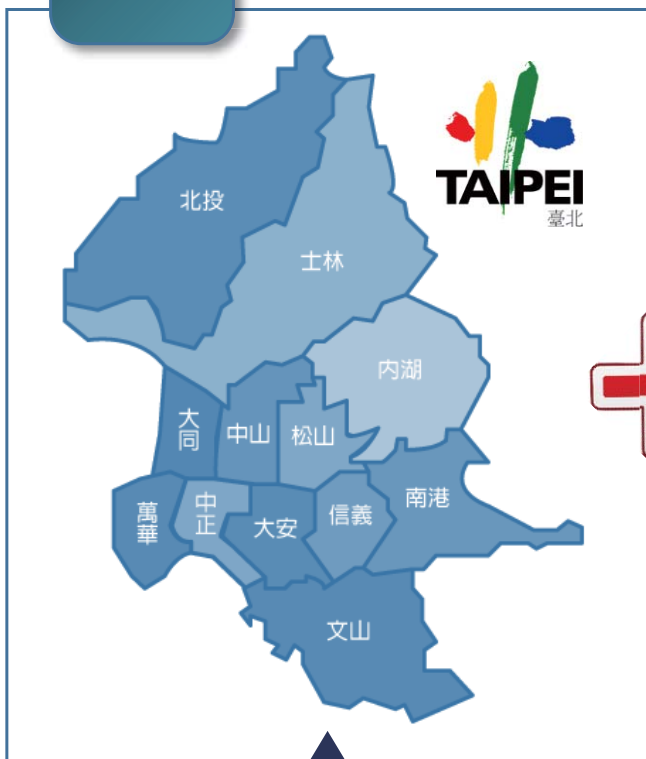 TAIPEI
臺北
北投
士林
內湖
大同
中山
松山
南港
萬華
中正
大安
信義
文山